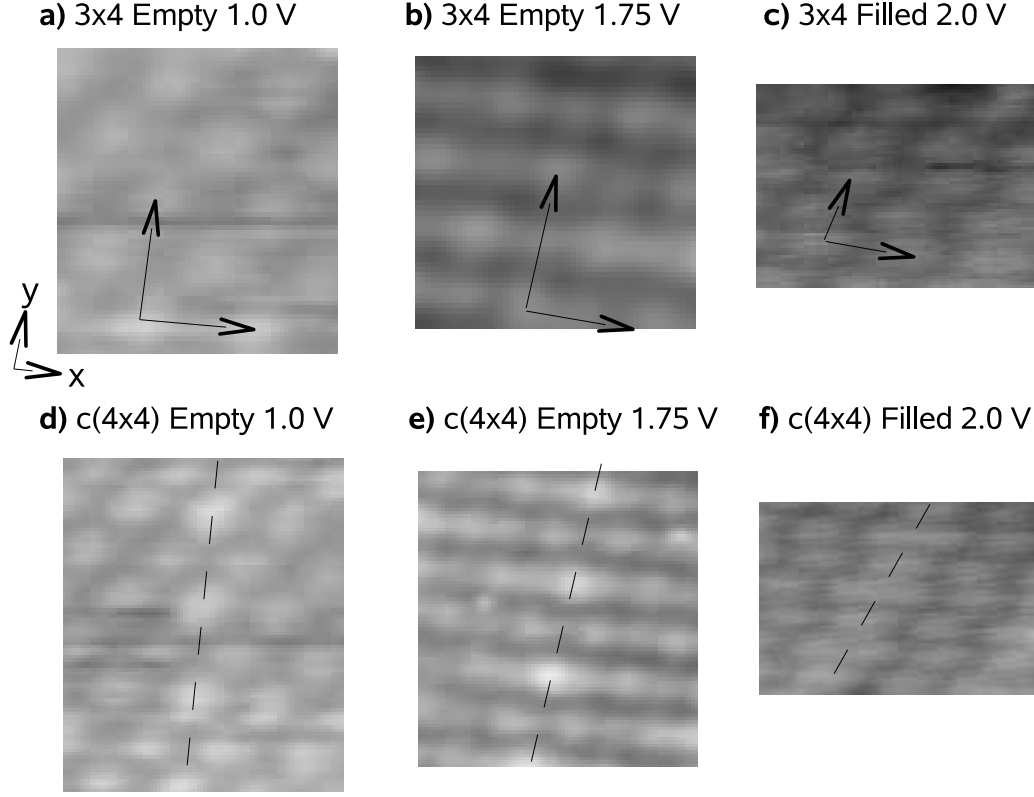 a) 3x4 Empty 1.0 V
b) 3x4 Empty 1.75 V
c) 3x4 Filled 2.0 V
y
x
d) c(4x4) Empty 1.0 V
e) c(4x4) Empty 1.75 V
f) c(4x4) Filled 2.0 V